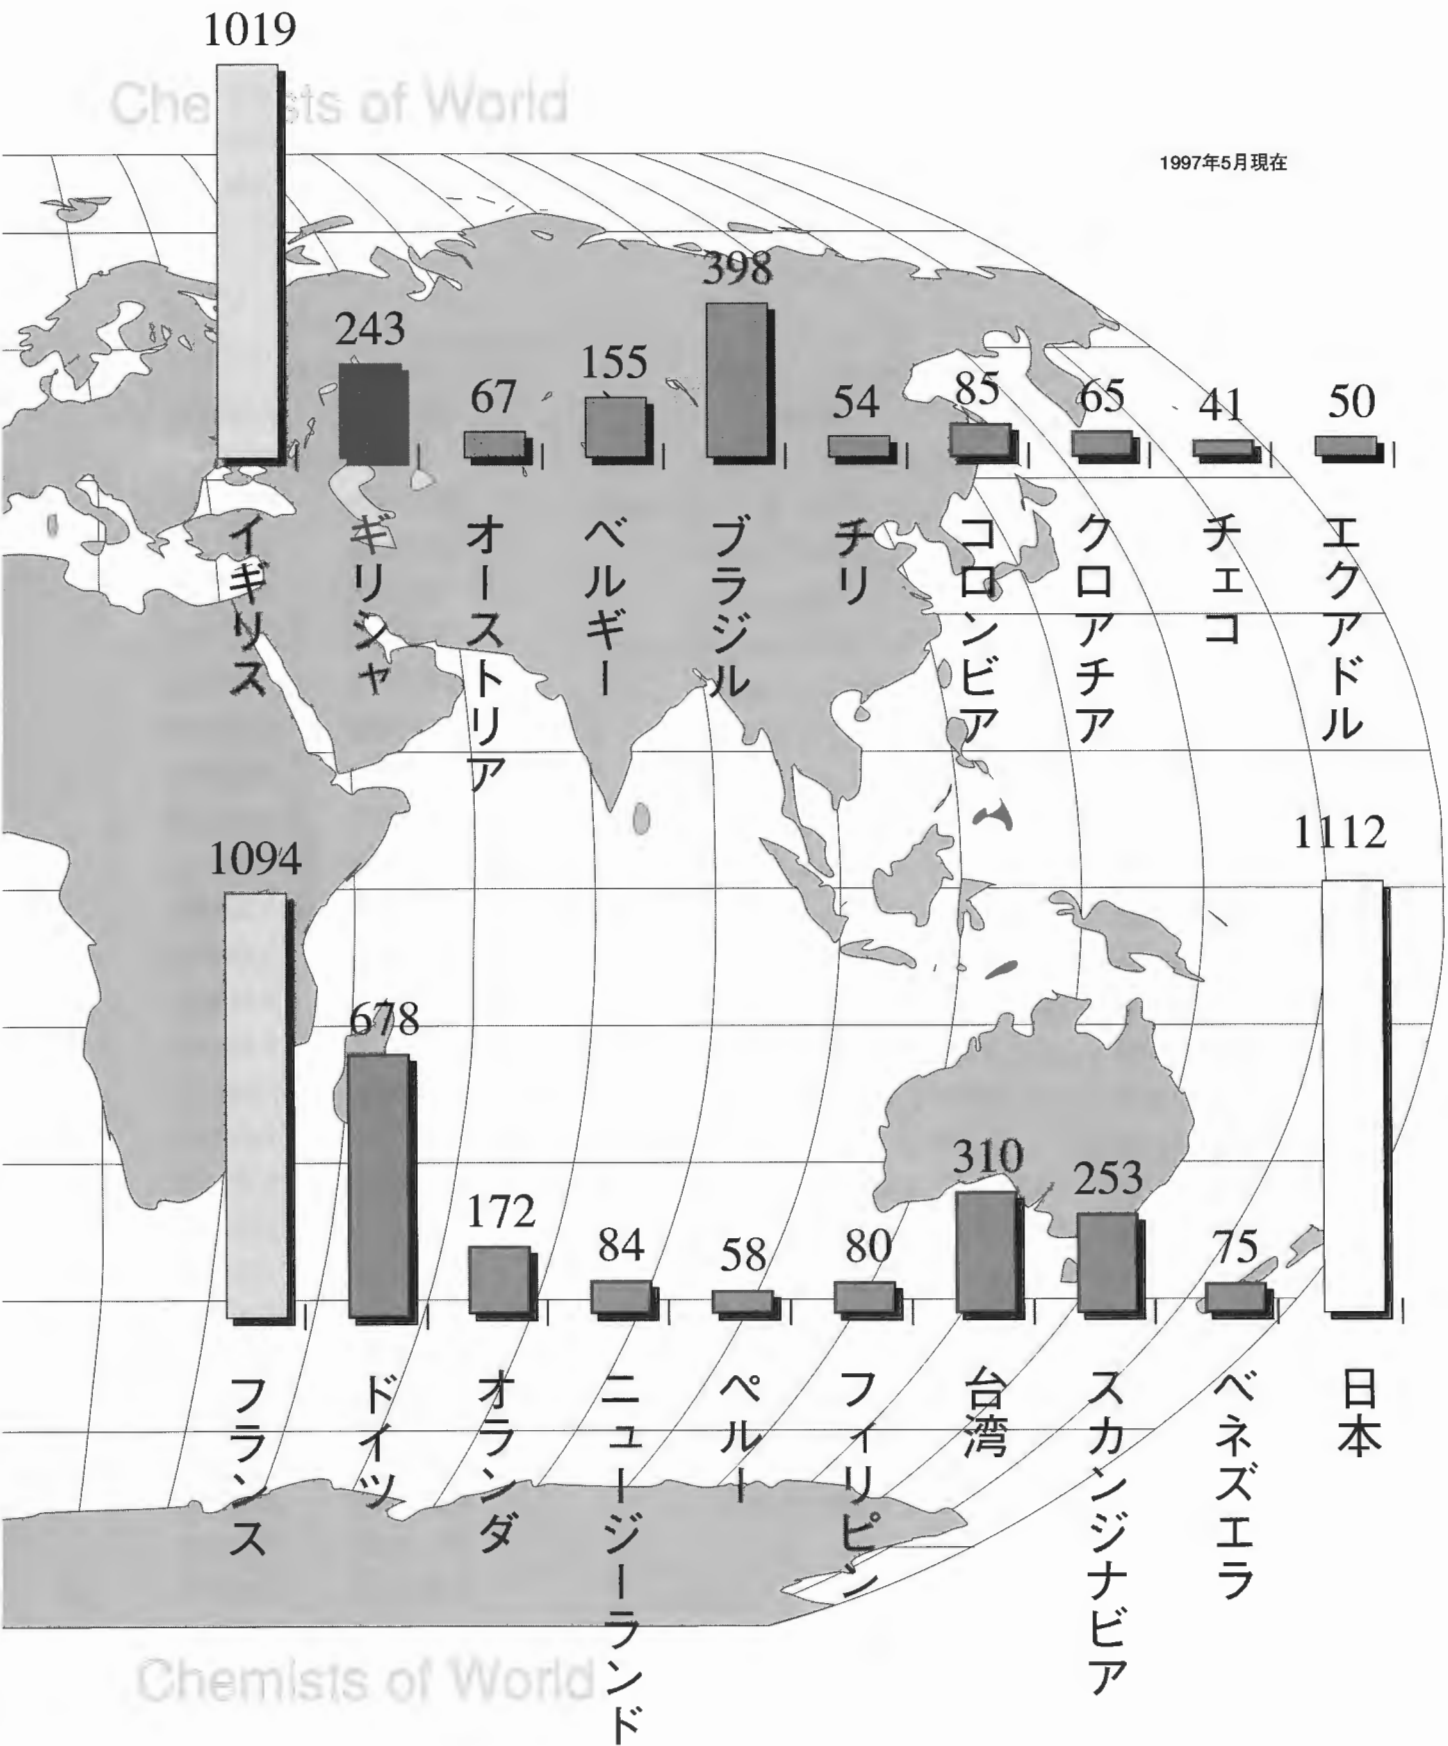 Chemists of World
1997年5月現在
1019
243
67
155
398
54
85
65
41
50
イギリス
ギリシャ
オーストリア
ベルギー
ブラジル
チリ
コロンビア
クロアチア
チェコ
エクアドル
1094
678
172
84
58
80
310
253
75
1112
フランス
ドイツ
オランダ
ニュージーランド
ペルー
フィリピン
台湾
スカンジナビア
ベネズエラ
日本
Chemists of World